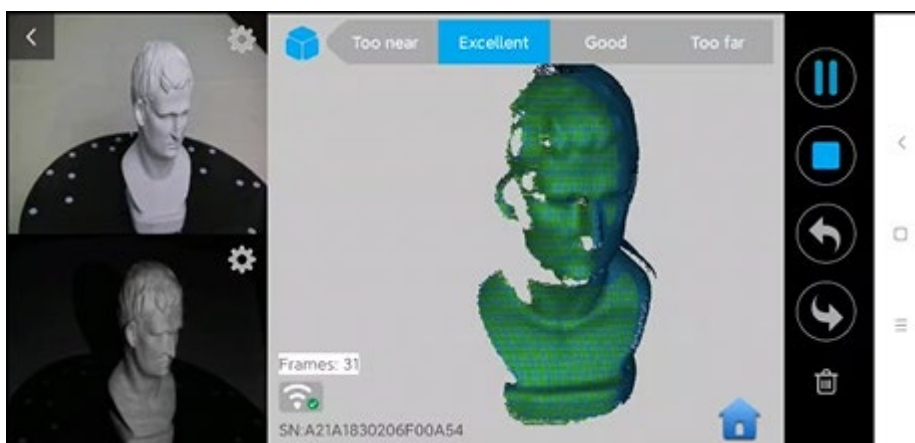 Too near
Excellent
Good
Too far
Frames: 31
SN:A21A1830206F00A54